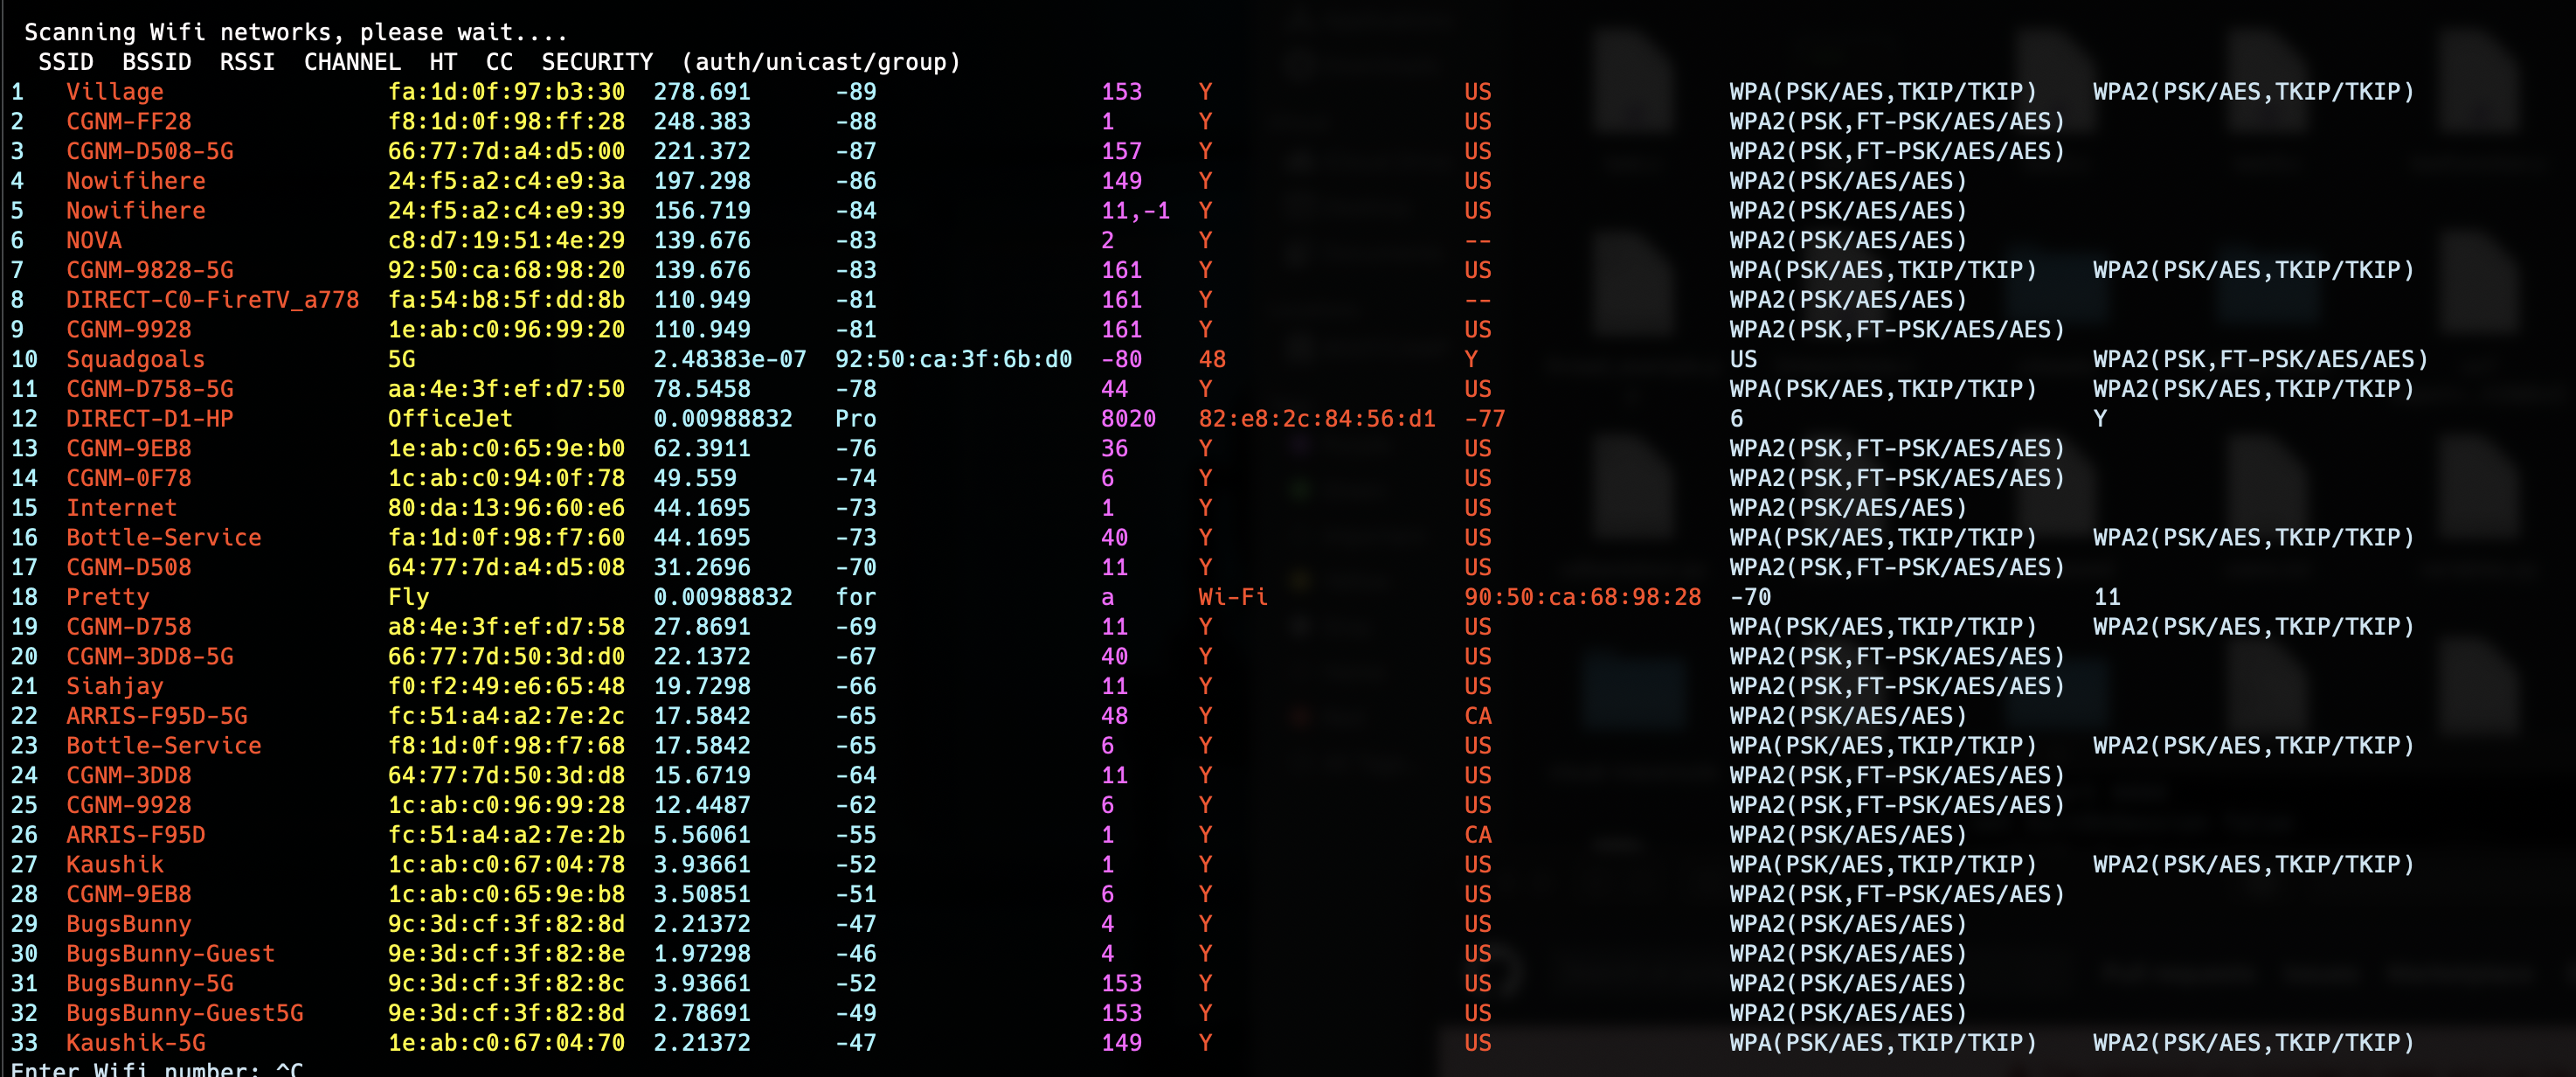 Scanning Wifi networks, please wait....
SSID BSSID RSSI CHANNEL HT CC SECURITY (auth/unicast/group)
1 Village fa:1d:0f:97:b3:30 278.691 -89 153 Y US WPA(PSK/AES,TKIP/TKIP) WPA2(PSK/AES,TKIP/TKIP)
2 CGNM-FF28 f8:1d:0f:98:ff:28 248.383 -88 1 Y US WPA2(PSK,FT-PSK/AES/AES)
3 CGNM-D508-5G 66:77:7d:a4:d5:00 221.372 -87 157 Y US WPA2(PSK,FT-PSK/AES/AES)
4 Nowifihere 24:f5:a2:c4:e9:3a 197.298 -86 149 Y US WPA2(PSK/AES/AES)
5 Nowifihere 24:f5:a2:c4:e9:39 156.719 -84 11,-1 Y US WPA2(PSK/AES/AES)
6 NOVA c8:d7:19:51:4e:29 139.676 -83 2 Y -- WPA2(PSK/AES/AES)
7 CGNM-9828-5G 92:50:ca:68:98:20 139.676 -83 161 Y US WPA(PSK/AES,TKIP/TKIP) WPA2(PSK/AES,TKIP/TKIP)
8 DIRECT-C0-FireTV_a778 fa:54:b8:5f:dd:8b 110.949 -81 161 Y -- WPA2(PSK/AES/AES)
9 CGNM-9928 1e:ab:c0:96:99:20 110.949 -81 161 Y US WPA2(PSK,FT-PSK/AES/AES)
10 Squadgoals 5G 2.48383e-07 92:50:ca:3f:6b:d0 -80 48 Y US WPA2(PSK,FT-PSK/AES/AES)
11 CGNM-D758-5G aa:4e:3f:ef:d7:50 78.5458 -78 44 Y US WPA(PSK/AES,TKIP/TKIP) WPA2(PSK/AES,TKIP/TKIP)
12 DIRECT-D1-HP OfficeJet 0.00988832 Pro 8020 82:e8:2c:84:56:d1 -77 6 Y
13 CGNM-9EB8 1e:ab:c0:65:9e:b0 62.3911 -76 36 Y US WPA2(PSK,FT-PSK/AES/AES)
14 CGNM-0F78 1c:ab:c0:94:0f:78 49.559 -74 6 Y US WPA2(PSK,FT-PSK/AES/AES)
15 Internet 80:da:13:96:60:e6 44.1695 -73 1 Y US WPA2(PSK/AES/AES)
16 Bottle-Service fa:1d:0f:98:f7:60 44.1695 -73 40 Y US WPA(PSK/AES,TKIP/TKIP) WPA2(PSK/AES,TKIP/TKIP)
17 CGNM-D508 64:77:7d:a4:d5:08 31.2696 -70 11 Y US WPA2(PSK,FT-PSK/AES/AES)
18 Pretty Fly 0.00988832 for a Wi-Fi 90:50:ca:68:98:28 -70 11
19 CGNM-D758 a8:4e:3f:ef:d7:58 27.8691 -69 11 Y US WPA(PSK/AES,TKIP/TKIP) WPA2(PSK/AES,TKIP/TKIP)
20 CGNM-3DD8-5G 66:77:7d:50:3d:d0 22.1372 -67 40 Y US WPA2(PSK,FT-PSK/AES/AES)
21 Siahjay f0:f2:49:e6:65:48 19.7298 -66 11 Y US WPA2(PSK,FT-PSK/AES/AES)
22 ARRIS-F95D-5G fc:51:a4:a2:7e:2c 17.5842 -65 48 Y CA WPA2(PSK/AES/AES)
23 Bottle-Service f8:1d:0f:98:f7:68 17.5842 -65 6 Y US WPA(PSK/AES,TKIP/TKIP) WPA2(PSK/AES,TKIP/TKIP)
24 CGNM-3DD8 64:77:7d:50:3d:d8 15.6719 -64 11 Y US WPA2(PSK,FT-PSK/AES/AES)
25 CGNM-9928 1c:ab:c0:96:99:28 12.4487 -62 6 Y US WPA2(PSK,FT-PSK/AES/AES)
26 ARRIS-F95D fc:51:a4:a2:7e:2b 5.56061 -55 1 Y CA WPA2(PSK/AES/AES)
27 Kaushik 1c:ab:c0:67:04:78 3.93661 -52 1 Y US WPA(PSK/AES,TKIP/TKIP) WPA2(PSK/AES,TKIP/TKIP)
28 CGNM-9EB8 1c:ab:c0:65:9e:b8 3.50851 -51 6 Y US WPA2(PSK,FT-PSK/AES/AES)
29 BugsBunny 9c:3d:cf:3f:82:8d 2.21372 -47 4 Y US WPA2(PSK/AES/AES)
30 BugsBunny-Guest 9e:3d:cf:3f:82:8e 1.97298 -46 4 Y US WPA2(PSK/AES/AES)
31 BugsBunny-5G 9c:3d:cf:3f:82:8c 3.93661 -52 153 Y US WPA2(PSK/AES/AES)
32 BugsBunny-Guest5G 9e:3d:cf:3f:82:8d 2.78691 -49 153 Y US WPA2(PSK/AES/AES)
33 Kaushik-5G 1e:ab:c0:67:04:70 2.21372 -47 149 Y US WPA(PSK/AES,TKIP/TKIP) WPA2(PSK/AES,TKIP/TKIP)
Enter Wifi number: ^C